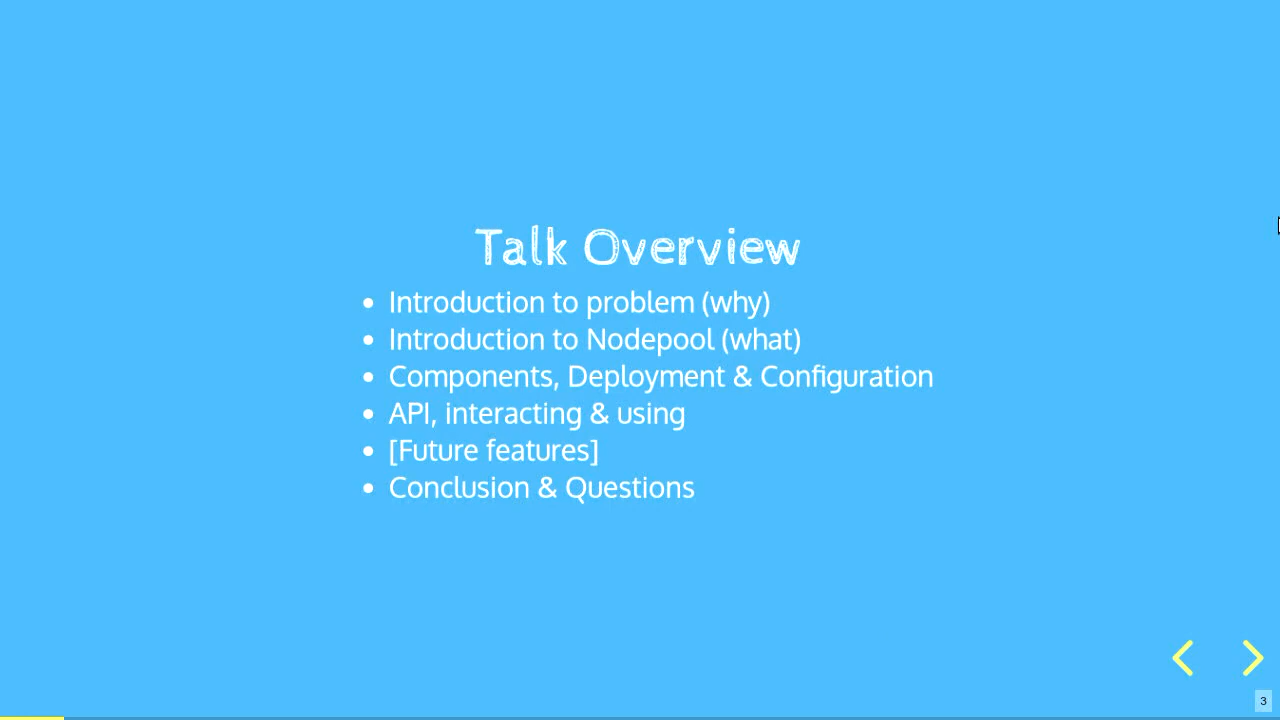 Talk Overview
• Introduction to problem (why)
• Introduction to Nodepool (what)
• Components, Deployment & Configuration
• API, interacting & using
• [Future features]
• Conclusion & Questions
3